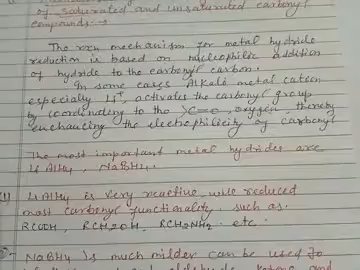 of saturated and unsaturated carbonyl
compounds:→
The rxn mechanism for metal hydride
reduction is based on nucleophilic addition
of hydride to the carbonyl carbon.
In some cases Alkali metal cation
especially Li⁺, activates the carbonyl group
by coordinating to the >C=O oxygen thereby
enchancing the electrophilicity of carbonyl
The most important metal hydrides are
LiAlH4, NaBH4.
LiAlH4 is very reactive, will reduced
most carbonyl functionality such as
RCOOH, RCH2OH, RCH2NH2 etc.
NaBH4 is much milder can be used to